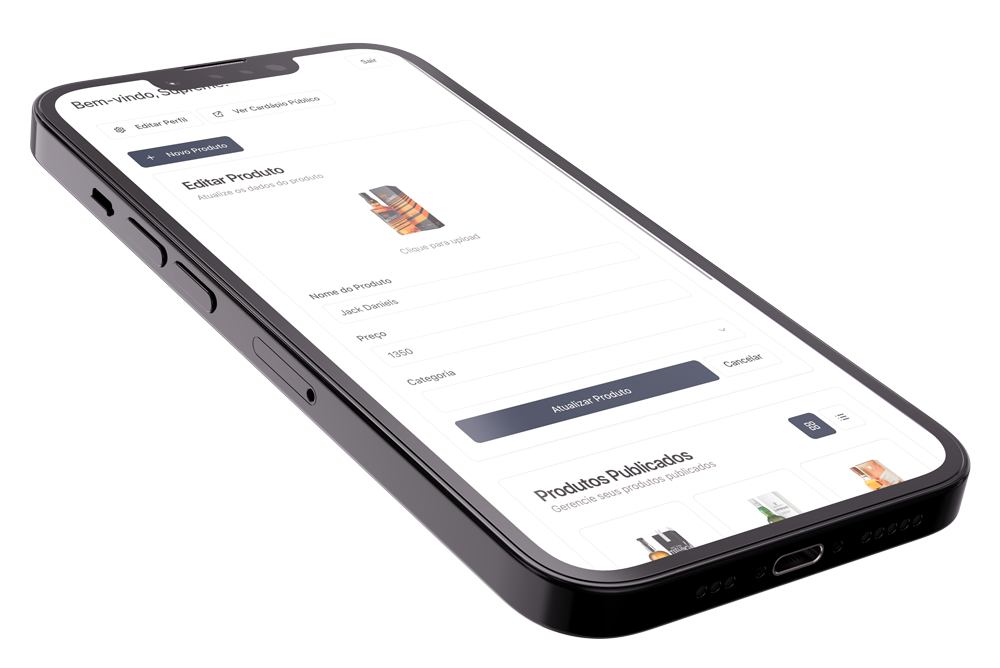 Sair
Bem-vindo, Supreme!
Editar Perfil
Ver Cardápio Público
+ Novo Produto
Editar Produto
Atualize os dados do produto
Clique para upload
Nome do Produto
Jack Daniels
Preço
1350
Categoria
Atualizar Produto
Cancelar
Produtos Publicados
Gerencie seus produtos publicados